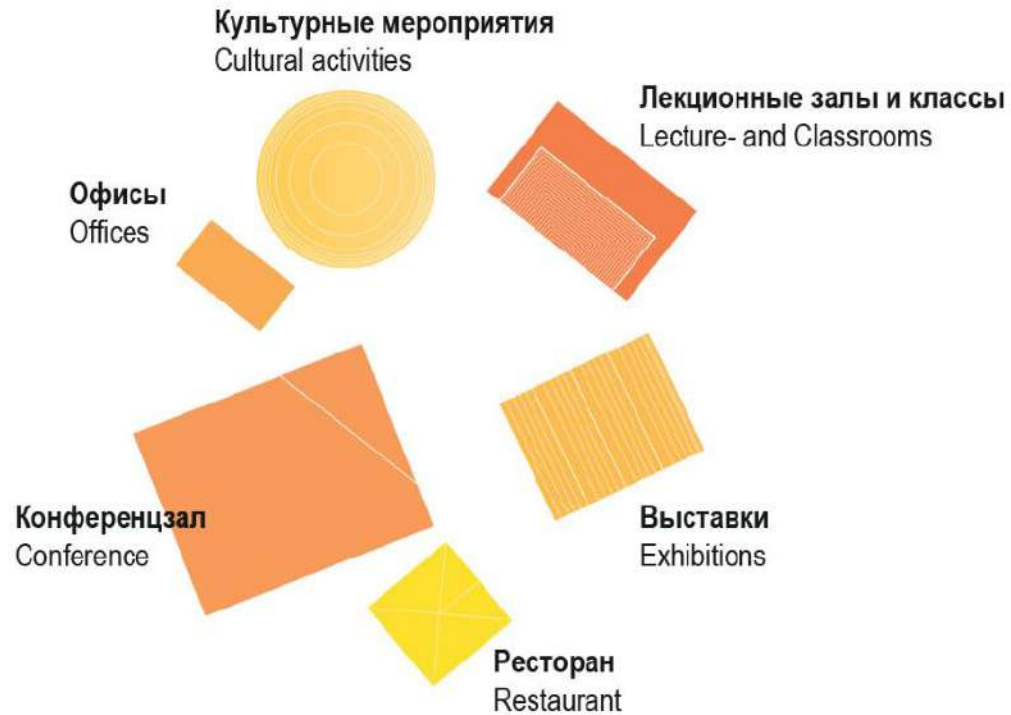 Культурные мероприятия
Cultural activities
Лекционные залы и классы
Lecture- and Classrooms
Офисы
Offices
Конференцзал
Conference
Выставки
Exhibitions
Ресторан
Restaurant